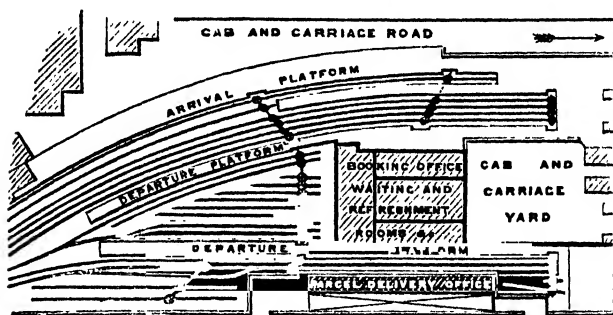 CAB AND CARRIAGE ROAD
ARRIVAL PLATFORM
DEPARTURE PLATFORM
BOOKING OFFICE
WAITING AND
REFRESHMENT
ROOMS &c
CAB AND
CARRIAGE
YARD
DEPARTURE PLATFORM
PARCEL DELIVERY OFFICE